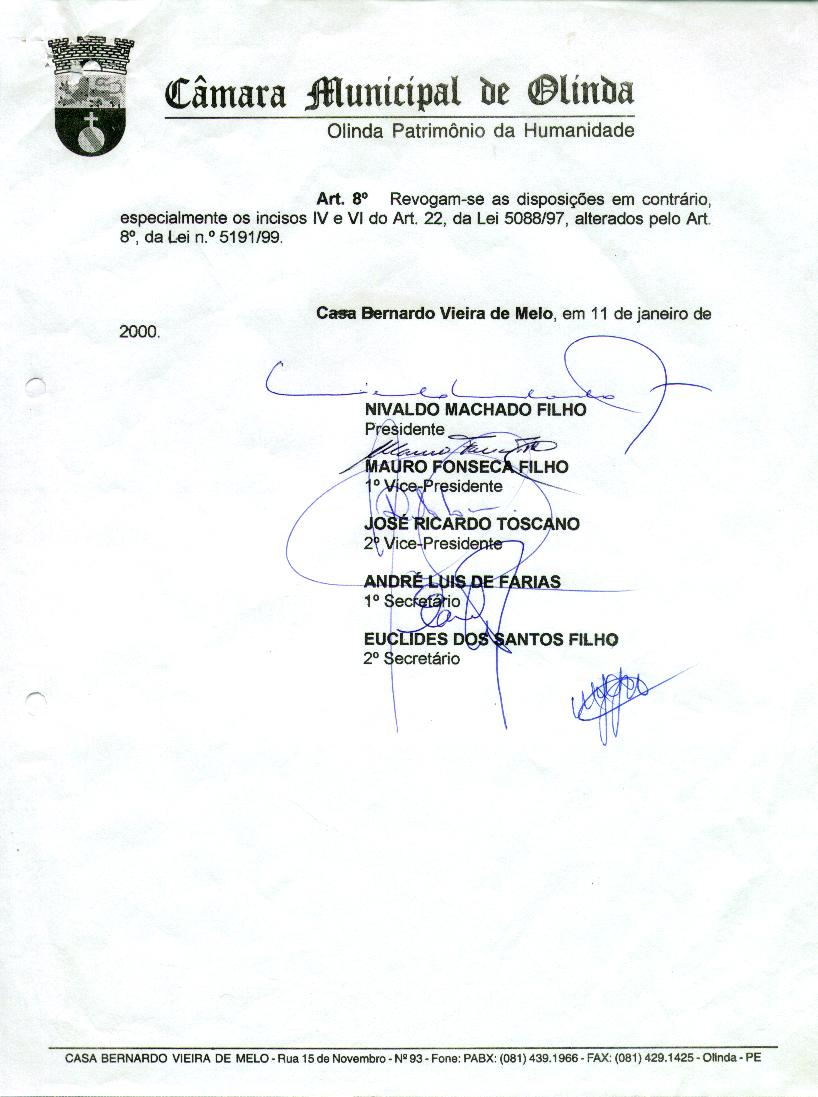 Câmara Municipal de Olinda
Olinda Patrimônio da Humanidade
Art. 8º Revogam-se as disposições em contrário,
especialmente os incisos IV e VI do Art. 22, da Lei 5088/97, alterados pelo Art.
8º, da Lei n.º 5191/99.
Casa Bernardo Vieira de Melo, em 11 de janeiro de
2000.
NIVALDO MACHADO FILHO
Presidente
MAURO FONSECA FILHO
1º Vice-Presidente
JOSÉ RICARDO TOSCANO
2º Vice-Presidente
ANDRÉ LUIS DE FARIAS
1º Secretário
EUCLIDES DOS SANTOS FILHO
2º Secretário
CASA BERNARDO VIEIRA DE MELO - Rua 15 de Novembro - Nº 93 - Fone: PABX: (081) 439.1966 - FAX: (081) 429.1425 - Olinda - PE